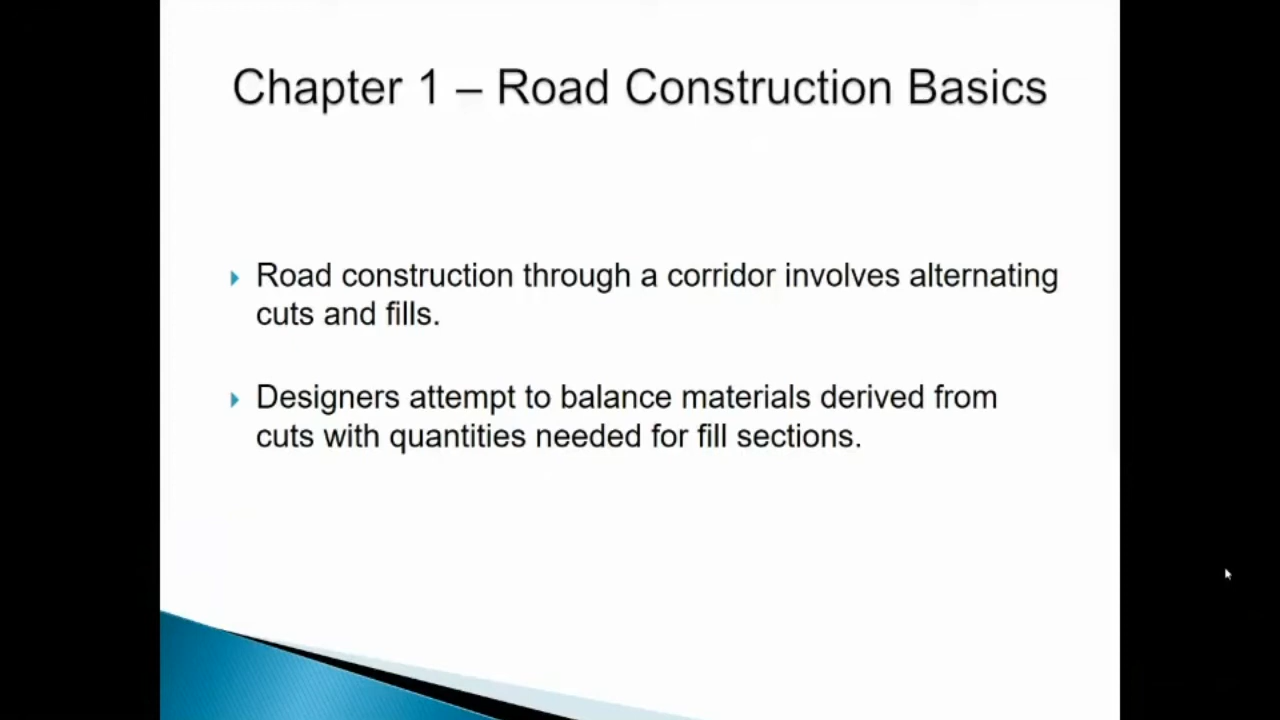 Chapter 1 – Road Construction Basics
Road construction through a corridor involves alternating
cuts and fills.
Designers attempt to balance materials derived from
cuts with quantities needed for fill sections.